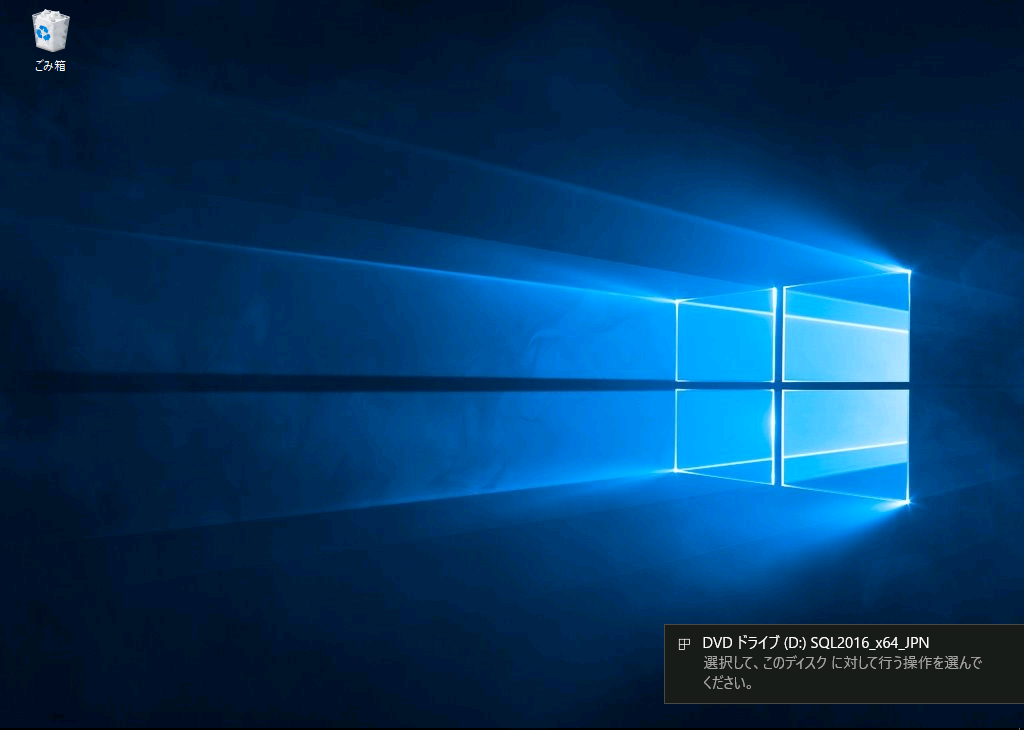 ごみ箱
DVD ドライブ (D:) SQL2016_x64_JPN
選択して、このディスク に対して行う操作を選んで
ください。